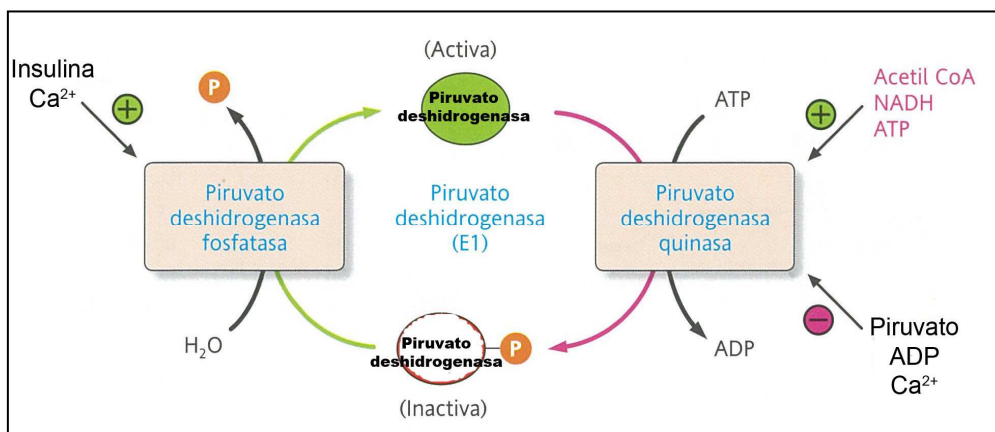 (Activa)
Insulina
Ca²⁺
+
P
Piruvato
deshidrogenasa
ATP
+
Acetil CoA
NADH
ATP
Piruvato
deshidrogenasa
fosfatasa
Piruvato
deshidrogenasa
(E1)
Piruvato
deshidrogenasa
quinasa
H₂O
Piruvato
deshidrogenasa
P
(Inactiva)
ADP
−
Piruvato
ADP
Ca²⁺